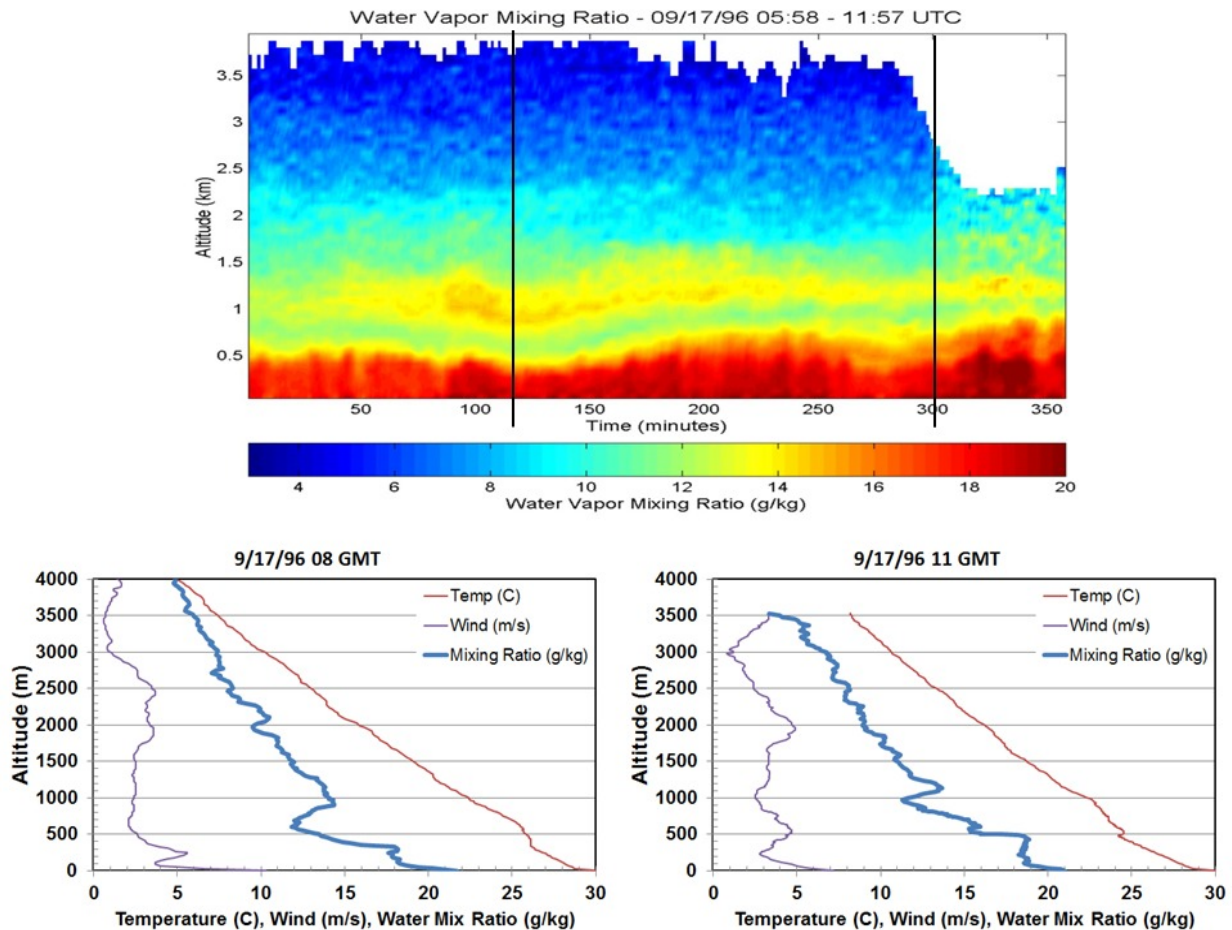 Water Vapor Mixing Ratio - 09/17/96 05:58 - 11:57 UTC
Altitude (km)
3.5
3
2.5
2
1.5
1
0.5
50 100 150 200 250 300 350
Time (minutes)
4 6 8 10 12 14 16 18 20
Water Vapor Mixing Ratio (g/kg)
9/17/96 08 GMT
Altitude (m)
4000
3500
3000
2500
2000
1500
1000
500
0
Temp (C)
Wind (m/s)
Mixing Ratio (g/kg)
0 5 10 15 20 25 30
Temperature (C), Wind (m/s), Water Mix Ratio (g/kg)
9/17/96 11 GMT
Altitude (m)
4000
3500
3000
2500
2000
1500
1000
500
0
Temp (C)
Wind (m/s)
Mixing Ratio (g/kg)
0 5 10 15 20 25 30
Temperature (C), Wind (m/s), Water Mix Ratio (g/kg)